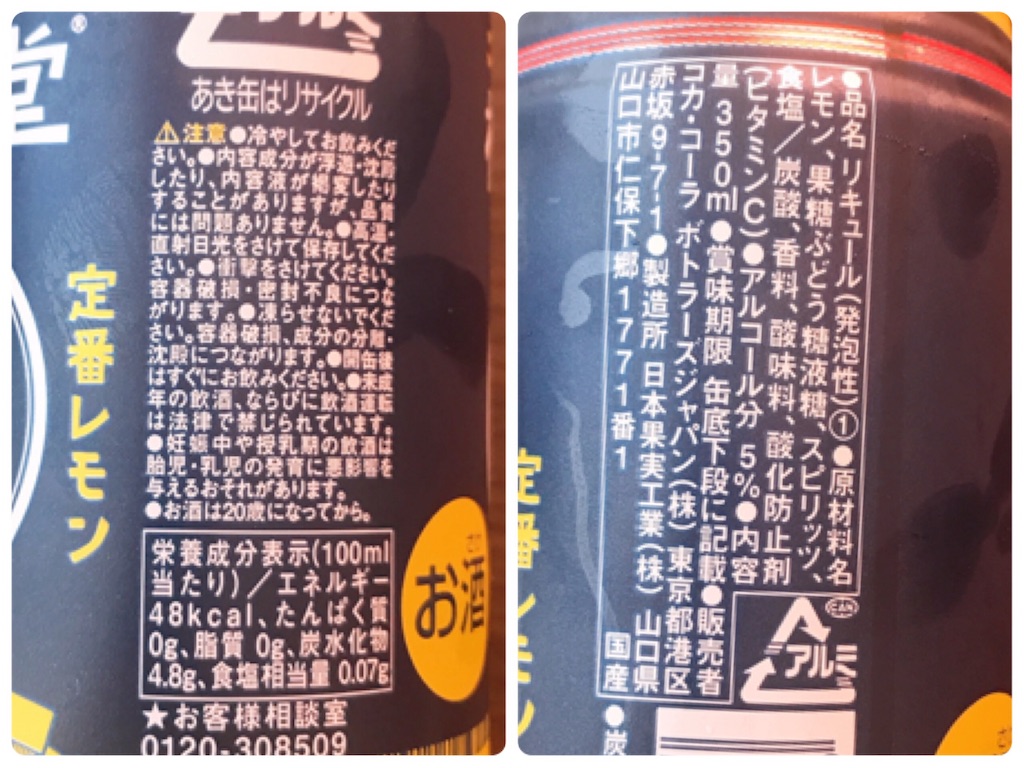 堂®
アルミ
あき缶はリサイクル
⚠注意●冷やしてお飲みくだ
さい。●内容成分が浮遊・沈殿
したり、内容液が褐変したり
することがありますが、品質
には問題ありません。●高温・
直射日光をさけて保存してくだ
さい。●衝撃をさけてください。
容器破損・密封不良につな
がります。●凍らせないでくだ
さい。容器破損、成分の分離・
沈殿につながります。●開缶後
はすぐにお飲みください。●未成
年の飲酒、ならびに飲酒運転
は法律で禁じられています。
●妊娠中や授乳期の飲酒は
胎児・乳児の発育に悪影響を
与えるおそれがあります。
●お酒は20歳になってから。
定番レモン
栄養成分表示(100ml
当たり)/エネルギー
48kcal、たんぱく質
0g、脂質 0g、炭水化物
4.8g、食塩相当量 0.07g
お酒
★お客様相談室
0120-308509
●品名 リキュール(発泡性)①●原材料名
レモン、果糖ぶどう糖液糖、スピリッツ、
食塩/炭酸、香料、酸味料、酸化防止剤
(ビタミンC)●アルコール分 5%●内容
量 350ml●賞味期限 缶底下段に記載●販売者
コカ・コーラ ボトラーズジャパン(株) 東京都港区
赤坂9-7-1●製造所 日本果実工業(株) 山口県
山口市仁保下郷1771番1
国産
CAN
アルミ
定番レモン
●炭